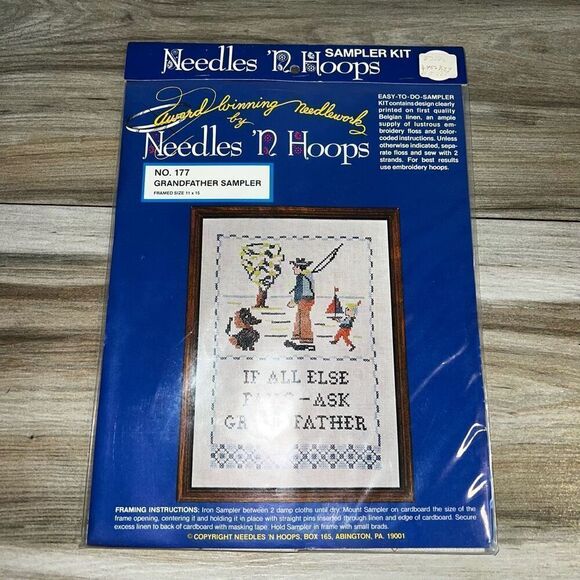 SAMPLER KIT
Needles 'N Hoops
award winning needlework
by
Needles 'N Hoops
EASY-TO-DO-SAMPLER
KIT contains design clearly
printed on first quality
Belgian linen, an ample
supply of lustrous em-
broidery floss and color-
coded instructions. Unless
otherwise indicated, sepa-
rate floss and sew with 2
strands. For best results
use embroidery hoops.
NO. 177
GRANDFATHER SAMPLER
FRAMED SIZE 11 x 15
IF ALL ELSE
FAILS-ASK
GRANDFATHER
FRAMING INSTRUCTIONS: Iron Sampler between 2 damp cloths until dry. Mount Sampler on cardboard the size of the
frame opening, centering it and holding it in place with straight pins inserted through linen and edge of cardboard. Secure
excess linen to back of cardboard with masking tape. Hold Sampler in frame with small brads.
© COPYRIGHT NEEDLES 'N HOOPS, BOX 165, ABINGTON, PA. 19001